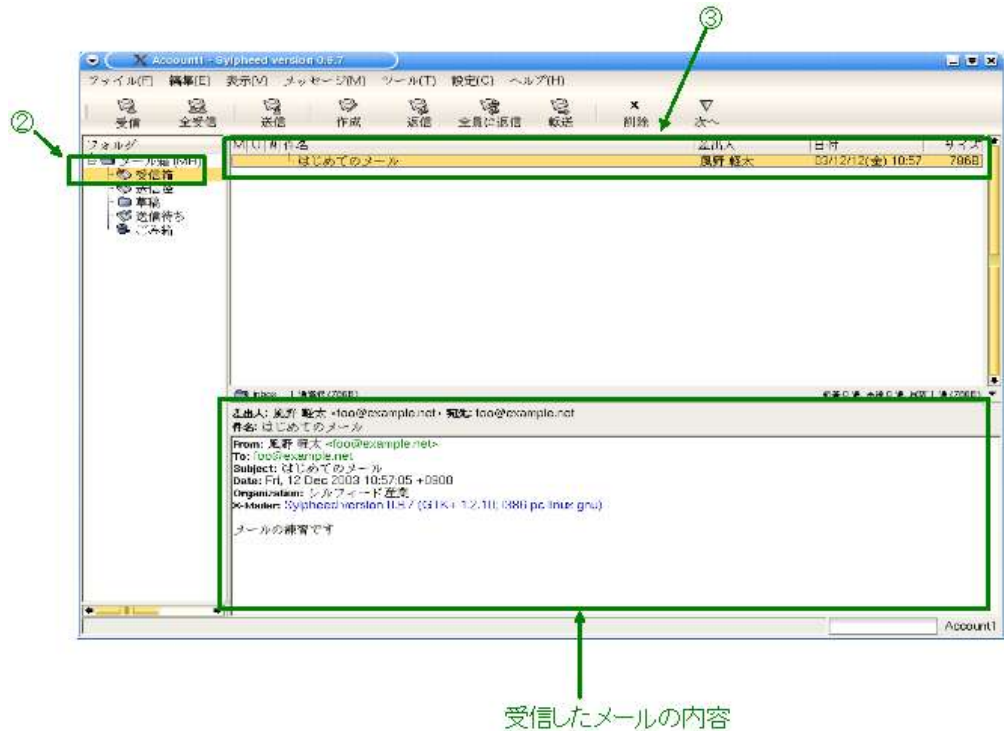 ③
Account1 - Sylpheed version 0.9.7
ファイル(F) 編集(E) 表示(V) メッセージ(M) ツール(T) 設定(C) ヘルプ(H)
受信 全受信 送信 作成 返信 全員に返信 転送 削除 次へ
②
フォルダ
M U 件名 差出人 日付 サイズ
メール箱 (MH)
はじめてのメール 風野 軽太 03/12/12(金) 10:57 706B
受信箱
草稿
送信待ち
ごみ箱
差出人: 風野 軽太 <foo@example.net> 宛先: foo@example.net
件名: はじめてのメール
From: 風野 軽太 <foo@example.net>
To: foo@example.net
Subject: はじめてのメール
Date: Fri, 12 Dec 2003 10:57:05 +0900
Organization: シルフィード産業
X-Mailer: Sylpheed version 0.9.7 (GTK+ 1.2.10; i386-pc-linux-gnu)
メールの練習です
Account1
受信したメールの内容